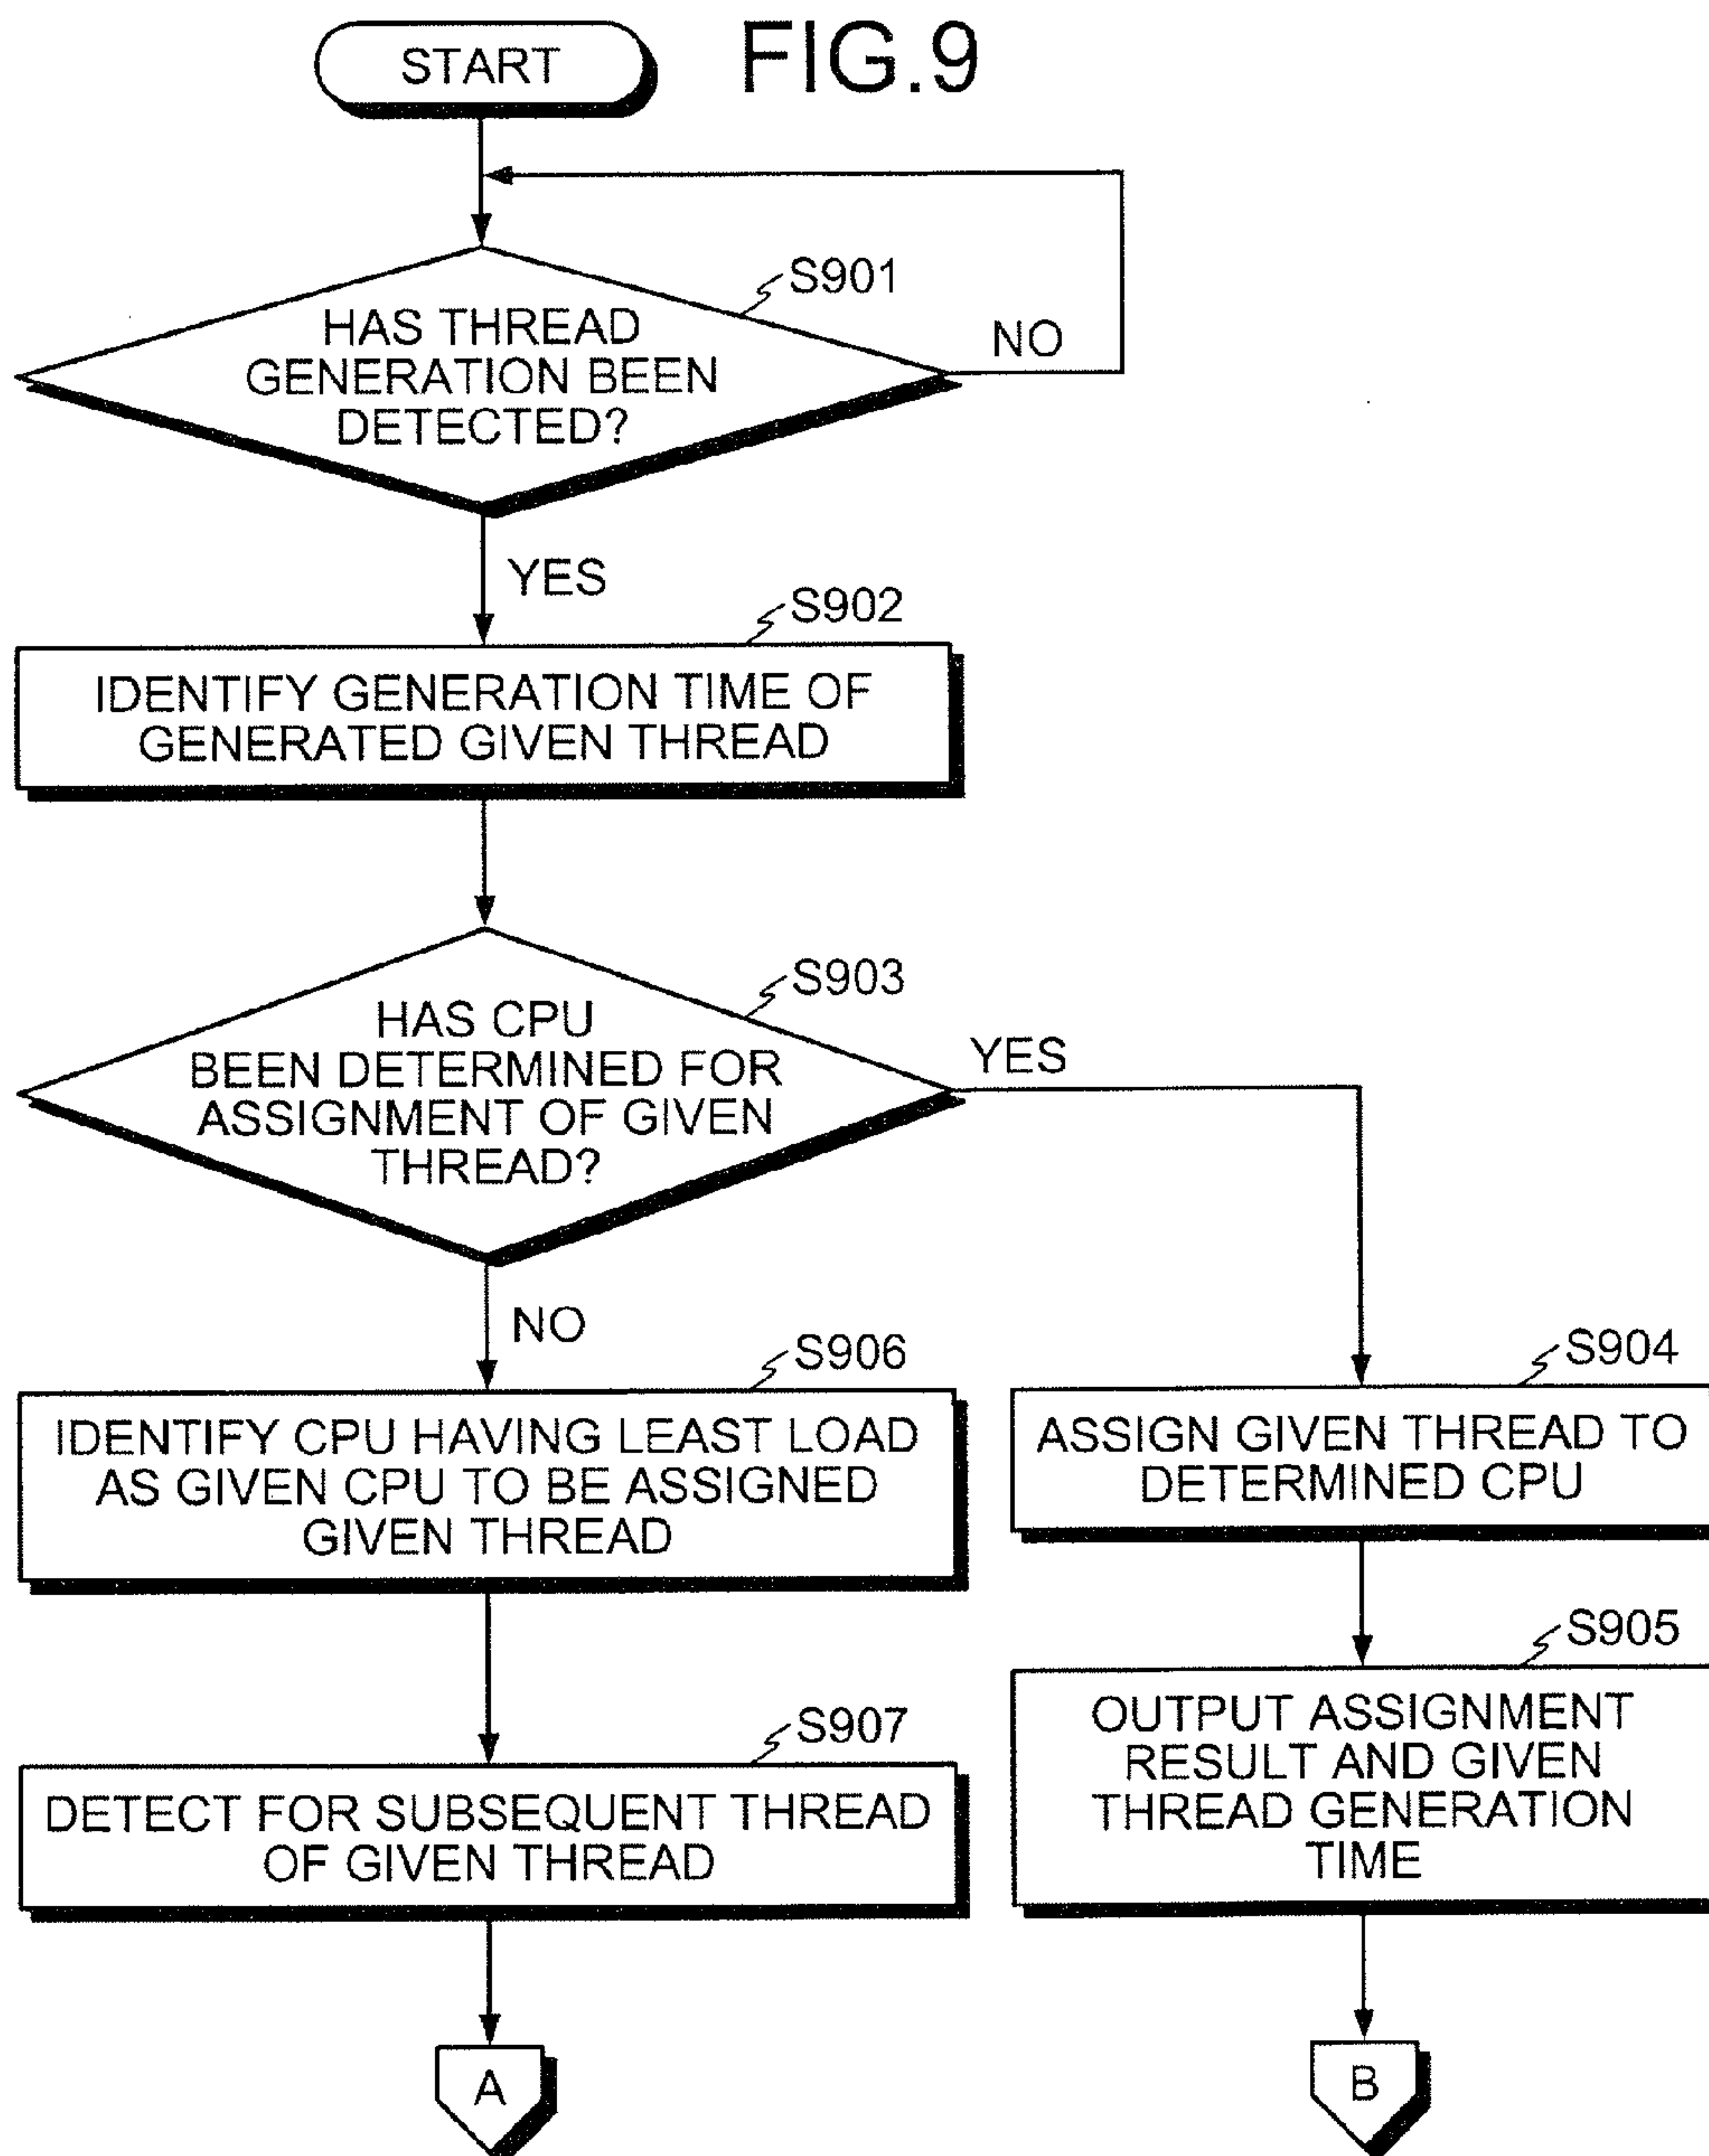 FIG.9
START
S901
HAS THREAD
GENERATION BEEN
DETECTED?
NO
YES
S902
IDENTIFY GENERATION TIME OF
GENERATED GIVEN THREAD
S903
HAS CPU
BEEN DETERMINED FOR
ASSIGNMENT OF GIVEN
THREAD?
YES
NO
S906
IDENTIFY CPU HAVING LEAST LOAD
AS GIVEN CPU TO BE ASSIGNED
GIVEN THREAD
S904
ASSIGN GIVEN THREAD TO
DETERMINED CPU
S907
DETECT FOR SUBSEQUENT THREAD
OF GIVEN THREAD
S905
OUTPUT ASSIGNMENT
RESULT AND GIVEN
THREAD GENERATION
TIME
A
B